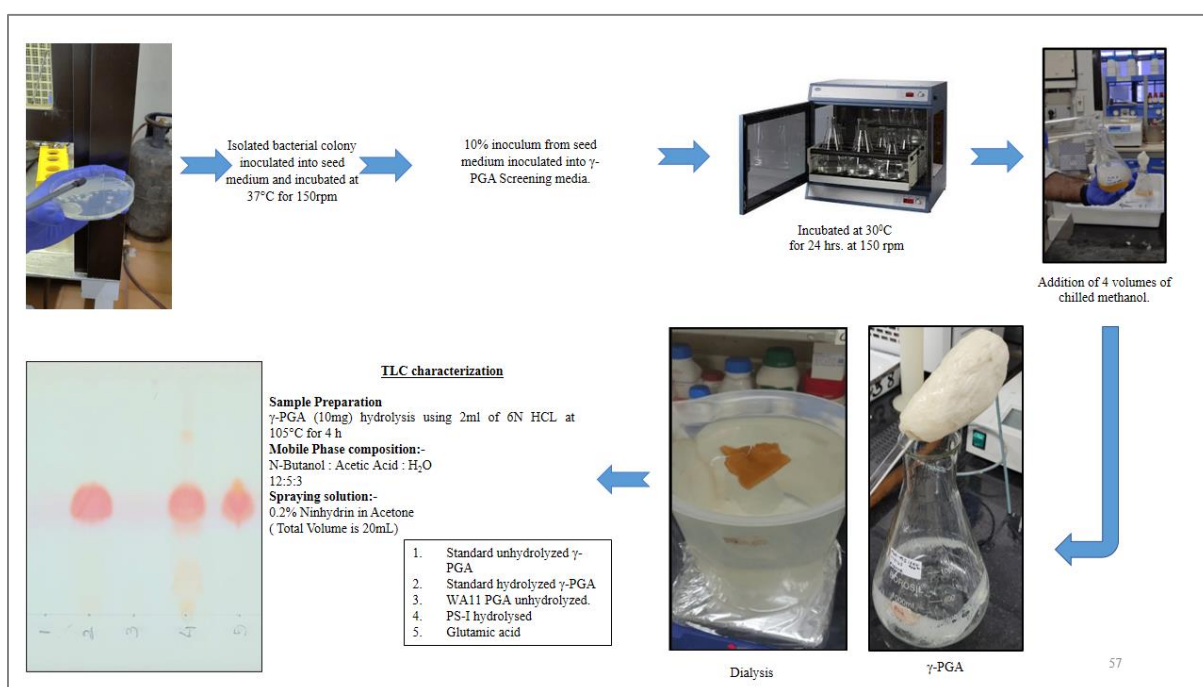 Isolated bacterial colony
inoculated into seed
medium and incubated at
37°C for 150rpm
10% inoculum from seed
medium inoculated into γ-
PGA Screening media.
Incubated at 30⁰C
for 24 hrs. at 150 rpm
Addition of 4 volumes of
chilled methanol.
TLC characterization
Sample Preparation
γ-PGA (10mg) hydrolysis using 2ml of 6N HCL at
105°C for 4 h
Mobile Phase composition:-
N-Butanol : Acetic Acid : H₂O
12:5:3
Spraying solution:-
0.2% Ninhydrin in Acetone
( Total Volume is 20mL)
1. Standard unhydrolyzed γ-
PGA
2. Standard hydrolyzed γ-PGA
3. WA11 PGA unhydrolyzed.
4. PS-I hydrolysed
5. Glutamic acid
1 2 3 4 5
Dialysis
γ-PGA
57